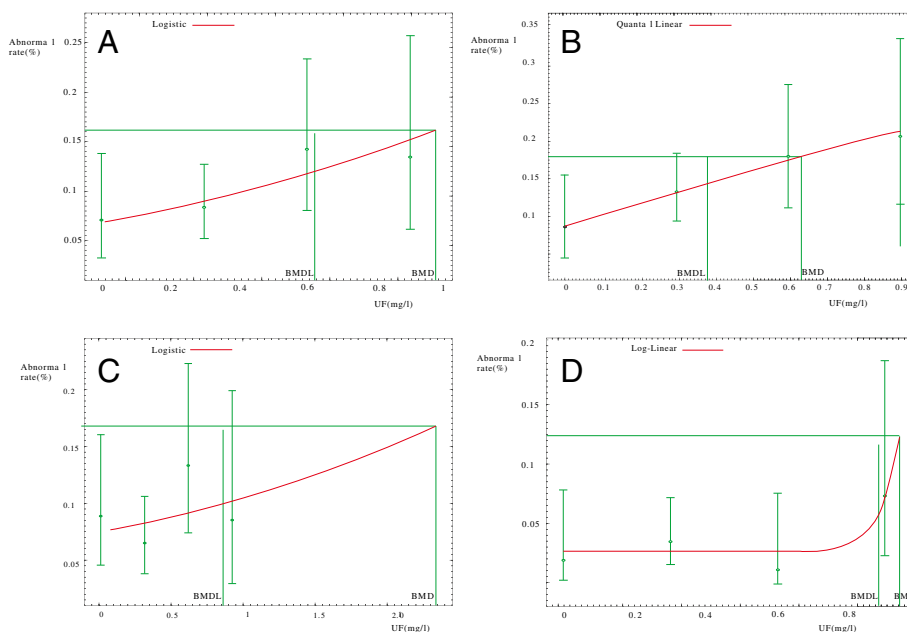 A
Logistic
Abnorma l
rate(%)
0.25
0.2
0.15
0.1
0.05
BMDL
BMD
0
0.2
0.4
0.6
0.8
1
UF(mg/l)
B
Quanta l Linear
Abnorma l
rate(%)
0.35
0.3
0.25
0.2
0.15
0.1
BMDL
BMD
0
0.1
0.2
0.3
0.4
0.5
0.6
0.7
0.8
0.9
UF(mg/l)
C
Logistic
Abnorma l
rate(%)
0.2
0.15
0.1
0.05
BMDL
BMD
0
0.5
1
1.5
2.0
UF(mg/l)
D
Log-Linear
Abnorma l
rate(%)
0.2
0.15
0.1
0.05
BMDL
BM
0
0.2
0.4
0.6
0.8
UF(mg/l)